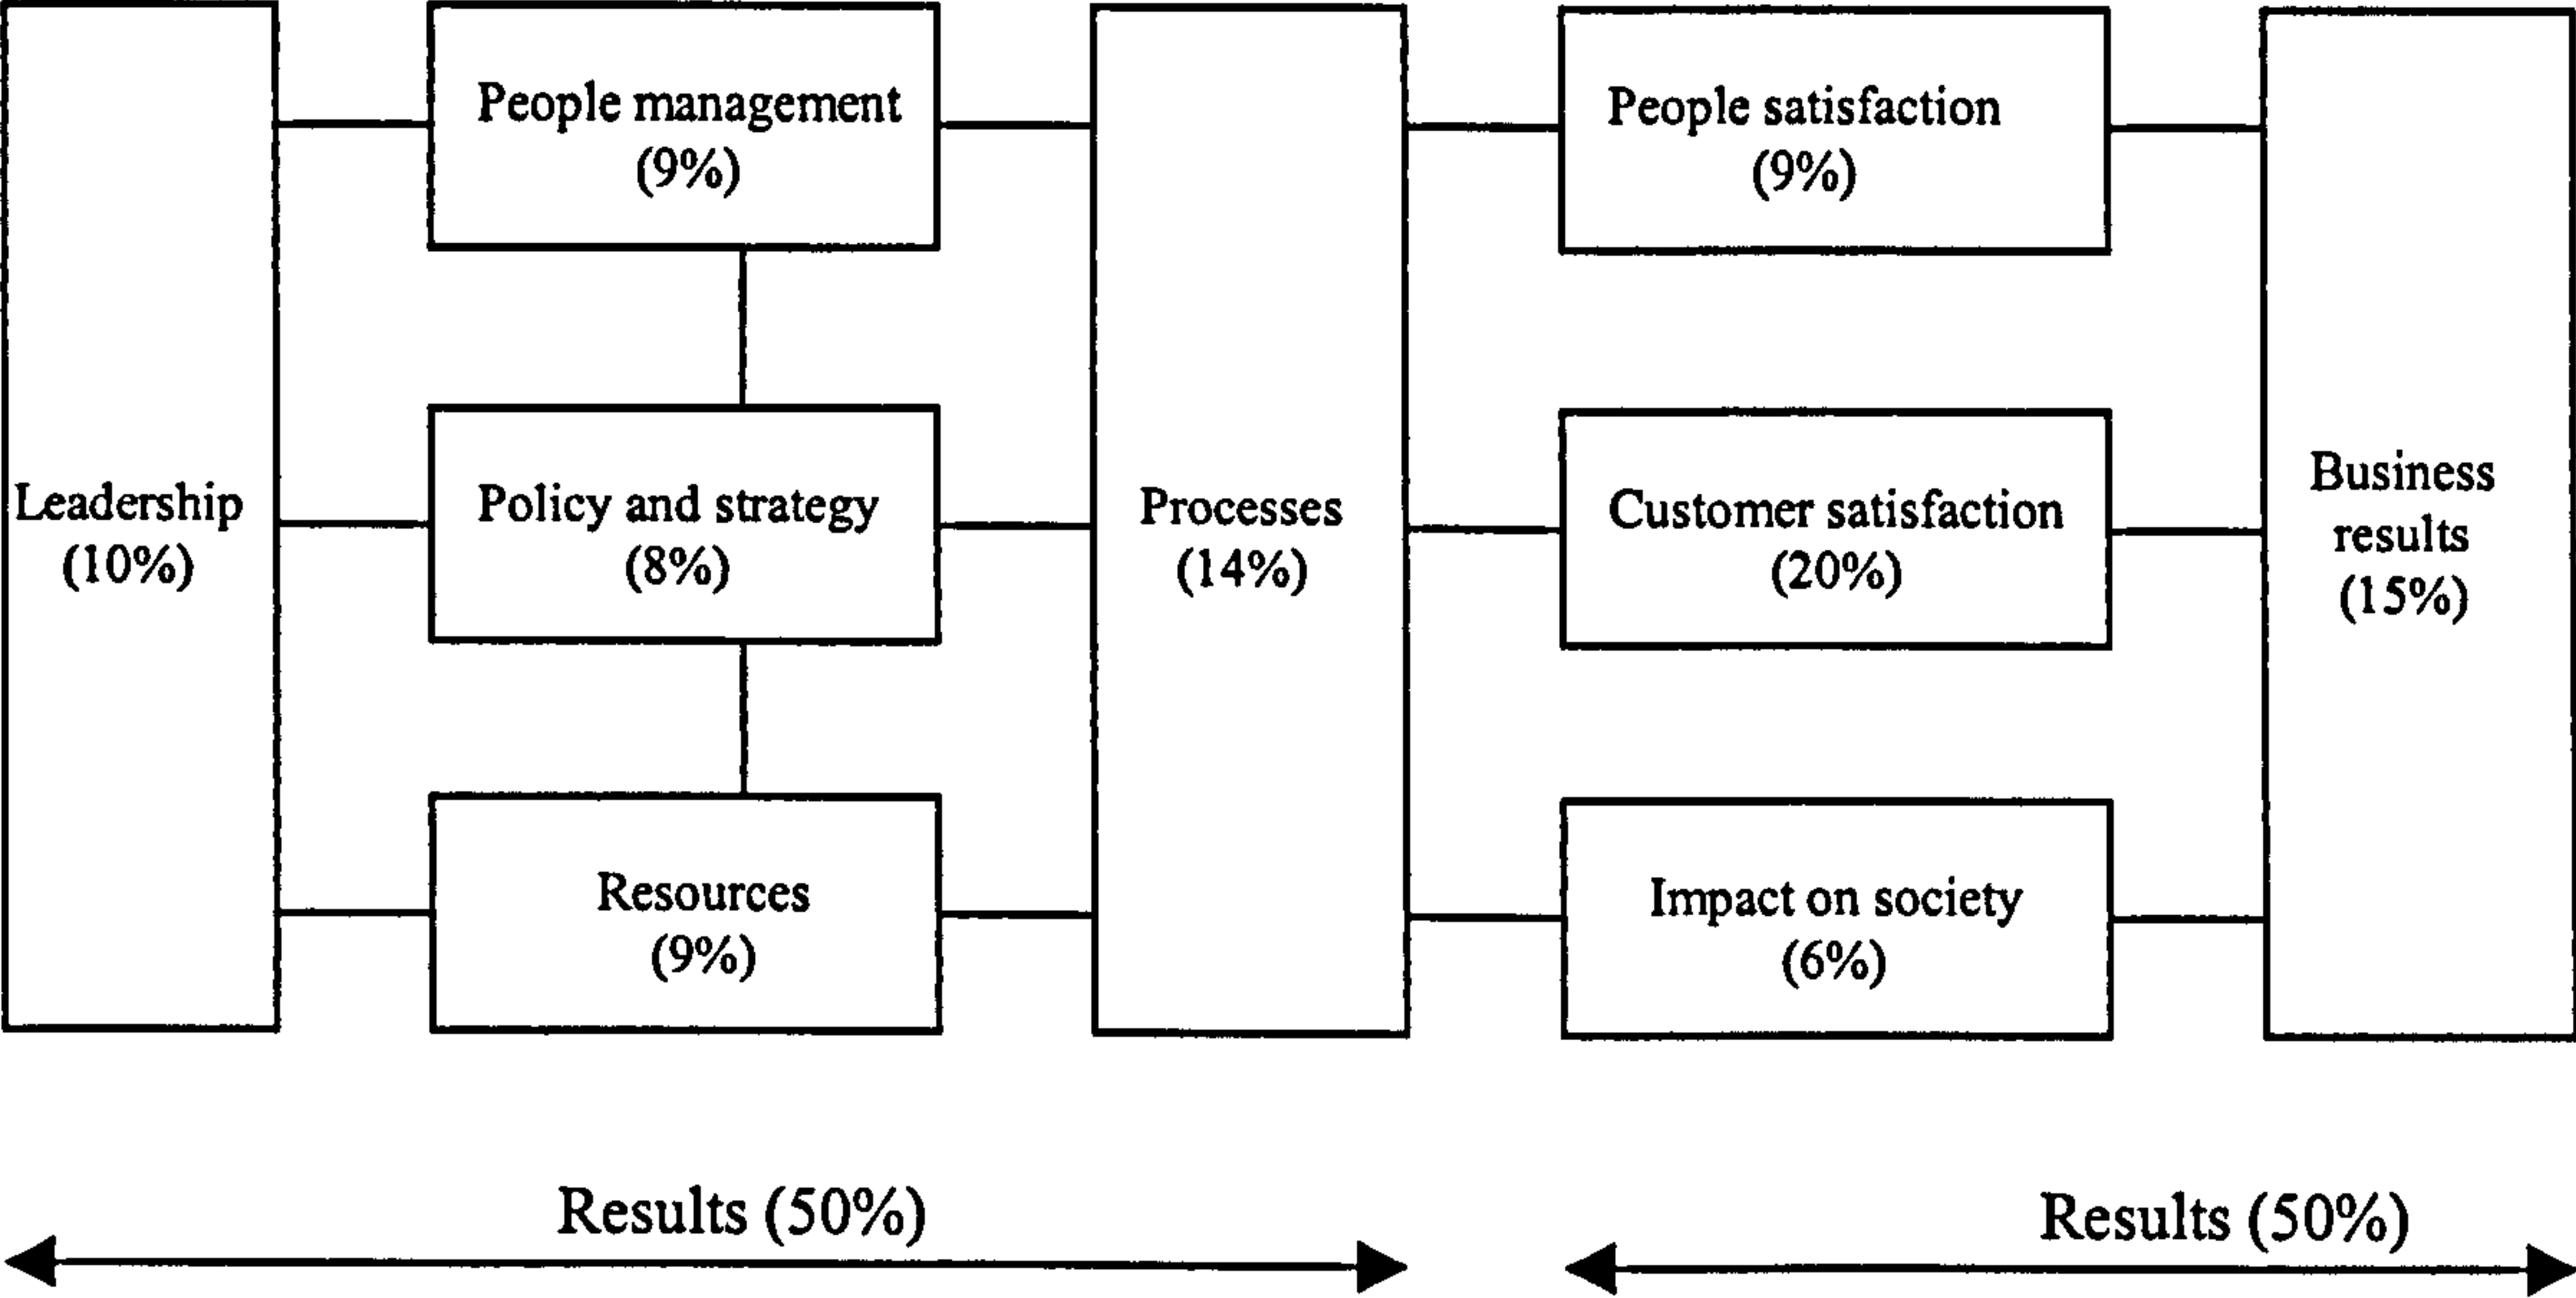 Leadership
(10%)
People management
(9%)
Policy and strategy
(8%)
Resources
(9%)
Processes
(14%)
People satisfaction
(9%)
Customer satisfaction
(20%)
Impact on society
(6%)
Business
results
(15%)
Results (50%)
Results (50%)